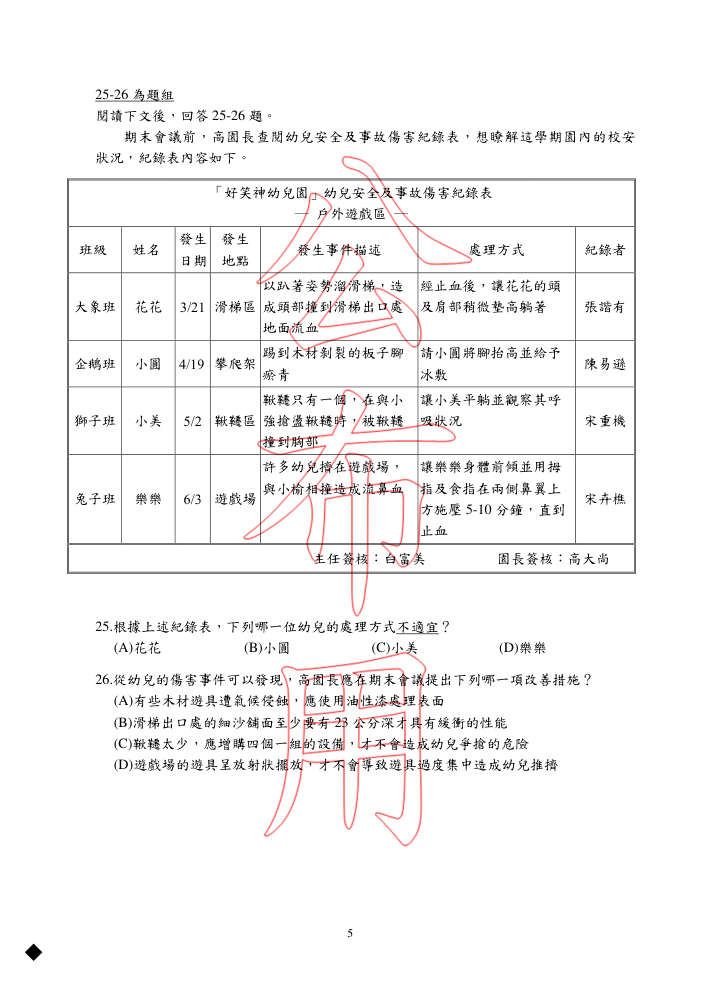 25-26 為題組
閱讀下文後，回答 25-26 題。
期末會議前，高園長查閱幼兒安全及事故傷害紀錄表，想瞭解這學期園內的校安
狀況，紀錄表內容如下。
「好笑神幼兒園」幼兒安全及事故傷害紀錄表
— 戶外遊戲區 —
班級 姓名 發生日期 發生地點 發生事件描述 處理方式 紀錄者
大象班 花花 3/21 滑梯區 以趴著姿勢溜滑梯，造成頭部撞到滑梯出口處地面流血 經止血後，讓花花的頭及肩部稍微墊高躺著 張諧有
企鵝班 小圓 4/19 攀爬架 踢到木材剝製的板子腳瘀青 請小圓將腳抬高並給予冰敷 陳易遜
獅子班 小美 5/2 鞦韆區 鞦韆只有一個，在與小強搶盪鞦韆時，被鞦韆撞到胸部 讓小美平躺並觀察其呼吸狀況 宋重機
兔子班 樂樂 6/3 遊戲場 許多幼兒擠在遊戲場，與小榆相撞造成流鼻血 讓樂樂身體前傾並用拇指及食指在兩側鼻翼上方施壓 5-10 分鐘，直到止血 宋卉樵
主任簽核：白富美 園長簽核：高大尚
25.根據上述紀錄表，下列哪一位幼兒的處理方式不適宜？
(A)花花 (B)小圓 (C)小美 (D)樂樂
26.從幼兒的傷害事件可以發現，高園長應在期末會議提出下列哪一項改善措施？
(A)有些木材遊具遭氣候侵蝕，應使用油性漆處理表面
(B)滑梯出口處的細沙舖面至少要有 23 公分深才具有緩衝的性能
(C)鞦韆太少，應增購四個一組的設備，才不會造成幼兒爭搶的危險
(D)遊戲場的遊具呈放射狀擺放，才不會導致遊具過度集中造成幼兒推擠
公布用
5